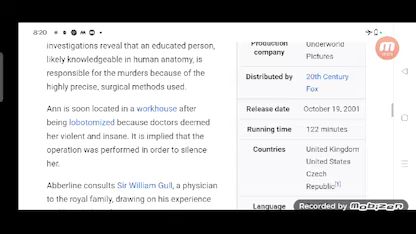 8:20
investigations reveal that an educated person,
likely knowledgeable in human anatomy, is
responsible for the murders because of the
highly precise, surgical methods used.
Ann is soon located in a workhouse after
being lobotomized because doctors deemed
her violent and insane. It is implied that the
operation was performed in order to silence
her.
Abberline consults Sir William Gull, a physician
to the royal family, drawing on his experience
Production
company
Underworld
Pictures
Distributed by
20th Century
Fox
Release date
October 19, 2001
Running time
122 minutes
Countries
United Kingdom
United States
Czech
Republic[1]
Language
Recorded by
Mobizen